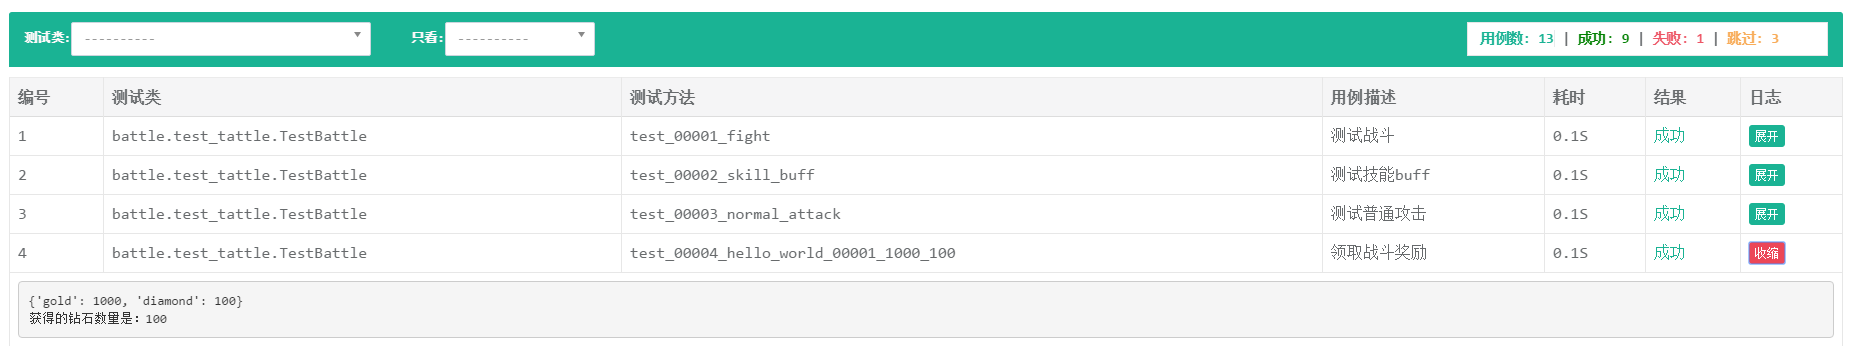 测试类: ---------- 只看: ---------- 用例数: 13 | 成功: 9 | 失败: 1 | 跳过: 3
编号 测试类 测试方法 用例描述 耗时 结果 日志
1 battle.test_tattle.TestBattle test_00001_fight 测试战斗 0.1S 成功 展开
2 battle.test_tattle.TestBattle test_00002_skill_buff 测试技能buff 0.1S 成功 展开
3 battle.test_tattle.TestBattle test_00003_normal_attack 测试普通攻击 0.1S 成功 展开
4 battle.test_tattle.TestBattle test_00004_hello_world_00001_1000_100 领取战斗奖励 0.1S 成功 收缩
{'gold': 1000, 'diamond': 100}
获得的钻石数量是: 100